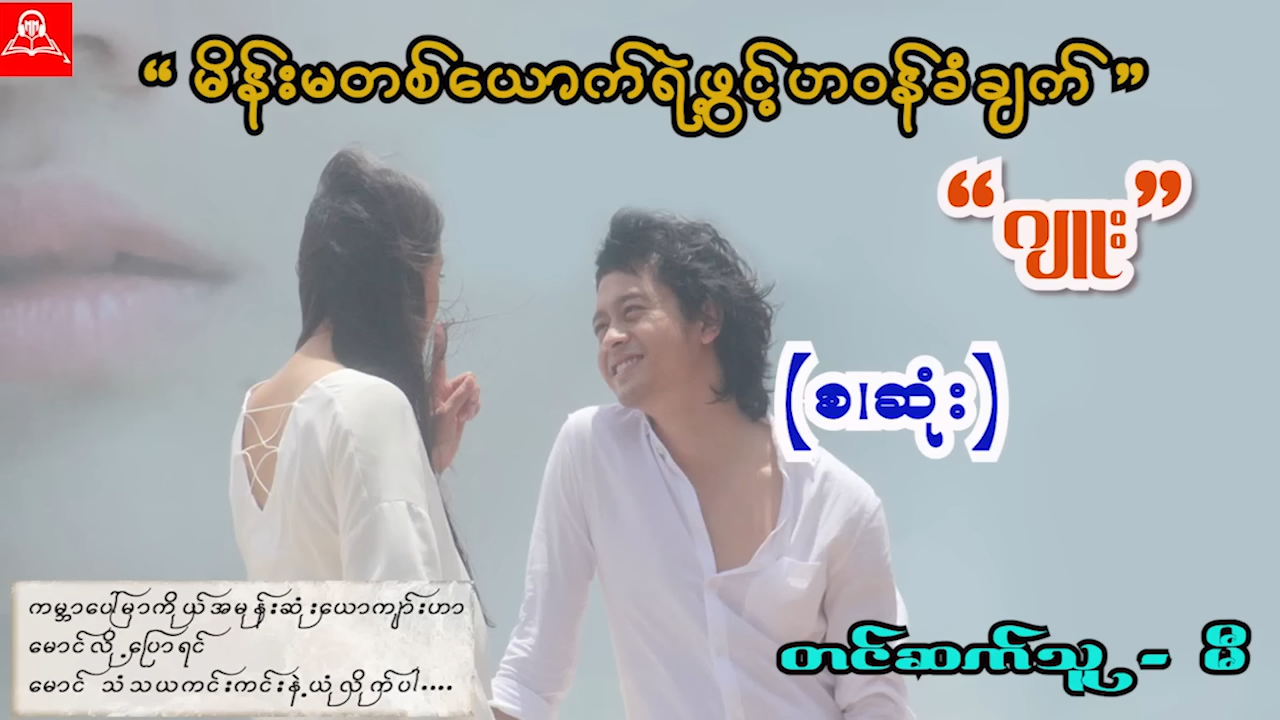 MM
“ မိန်းမတစ်ယောက်ရဲ့ဖွင့်ဟဝန်ခံချက် ”
“ဂျူး”
(စ၊ဆုံး)
ကမ္ဘာပေါ်မှာကိုယ်အမုန်းဆုံးယောကျာ်းဟာ
မောင်လို့ပြောရင်
မောင် သံသယကင်းကင်းနဲ့ယုံလိုက်ပါ....
တင်ဆက်သူ - မီ